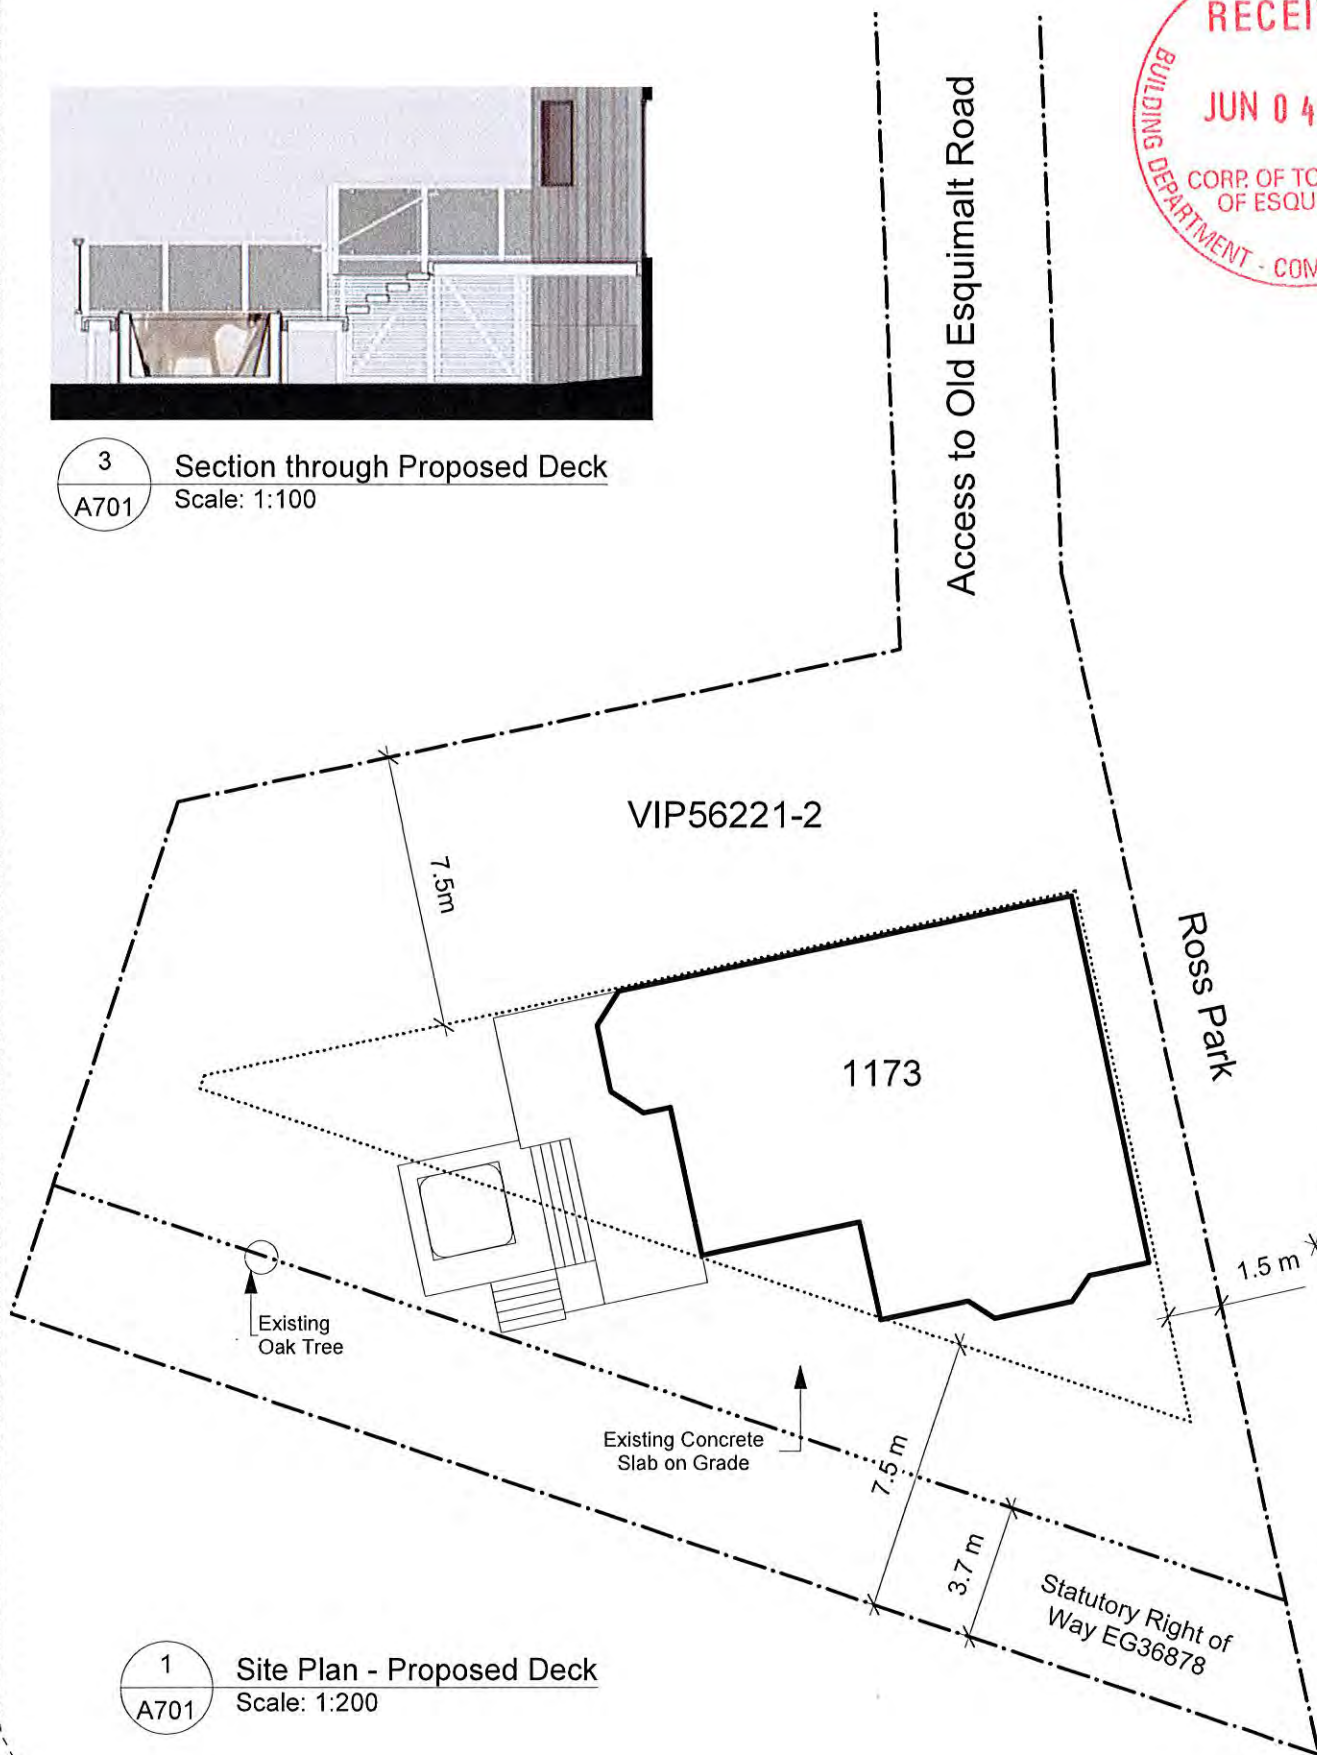 RECEI
JUN 0 4
CORP. OF TO
OF ESQU
BUILDING DEPARTMENT - COM
3
A701
Section through Proposed Deck
Scale: 1:100
Access to Old Esquimalt Road
VIP56221-2
7.5m
Ross Park
1173
1.5 m
Existing
Oak Tree
Existing Concrete
Slab on Grade
7.5 m
3.7 m
Statutory Right of
Way EG36878
1
A701
Site Plan - Proposed Deck
Scale: 1:200